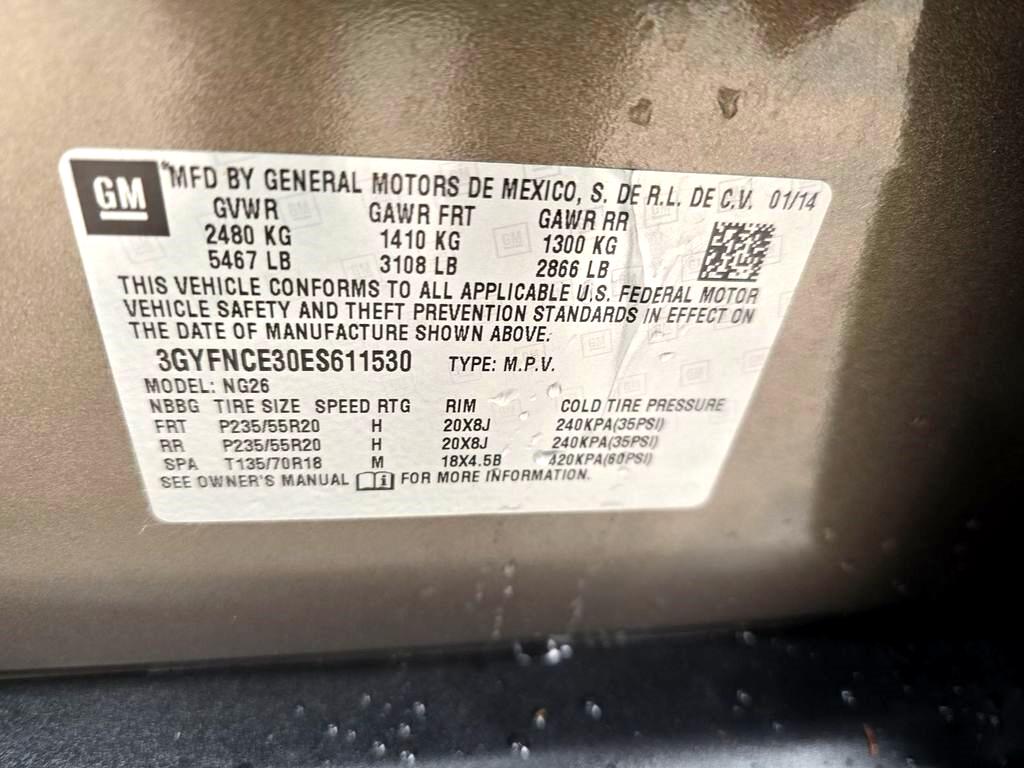 GM
MFD BY GENERAL MOTORS DE MEXICO, S. DE R.L. DE C.V. 01/14
GVWR GAWR FRT GAWR RR
2480 KG 1410 KG 1300 KG
5467 LB 3108 LB 2866 LB
THIS VEHICLE CONFORMS TO ALL APPLICABLE U.S. FEDERAL MOTOR
VEHICLE SAFETY AND THEFT PREVENTION STANDARDS IN EFFECT ON
THE DATE OF MANUFACTURE SHOWN ABOVE.
3GYFNCE30ES611530 TYPE: M.P.V.
MODEL: NG26
NBBG TIRE SIZE SPEED RTG RIM COLD TIRE PRESSURE
FRT P235/55R20 H 20X8J 240KPA(35PSI)
RR P235/55R20 H 20X8J 240KPA(35PSI)
SPA T135/70R18 M 18X4.5B 420KPA(60PSI)
SEE OWNER'S MANUAL i FOR MORE INFORMATION.